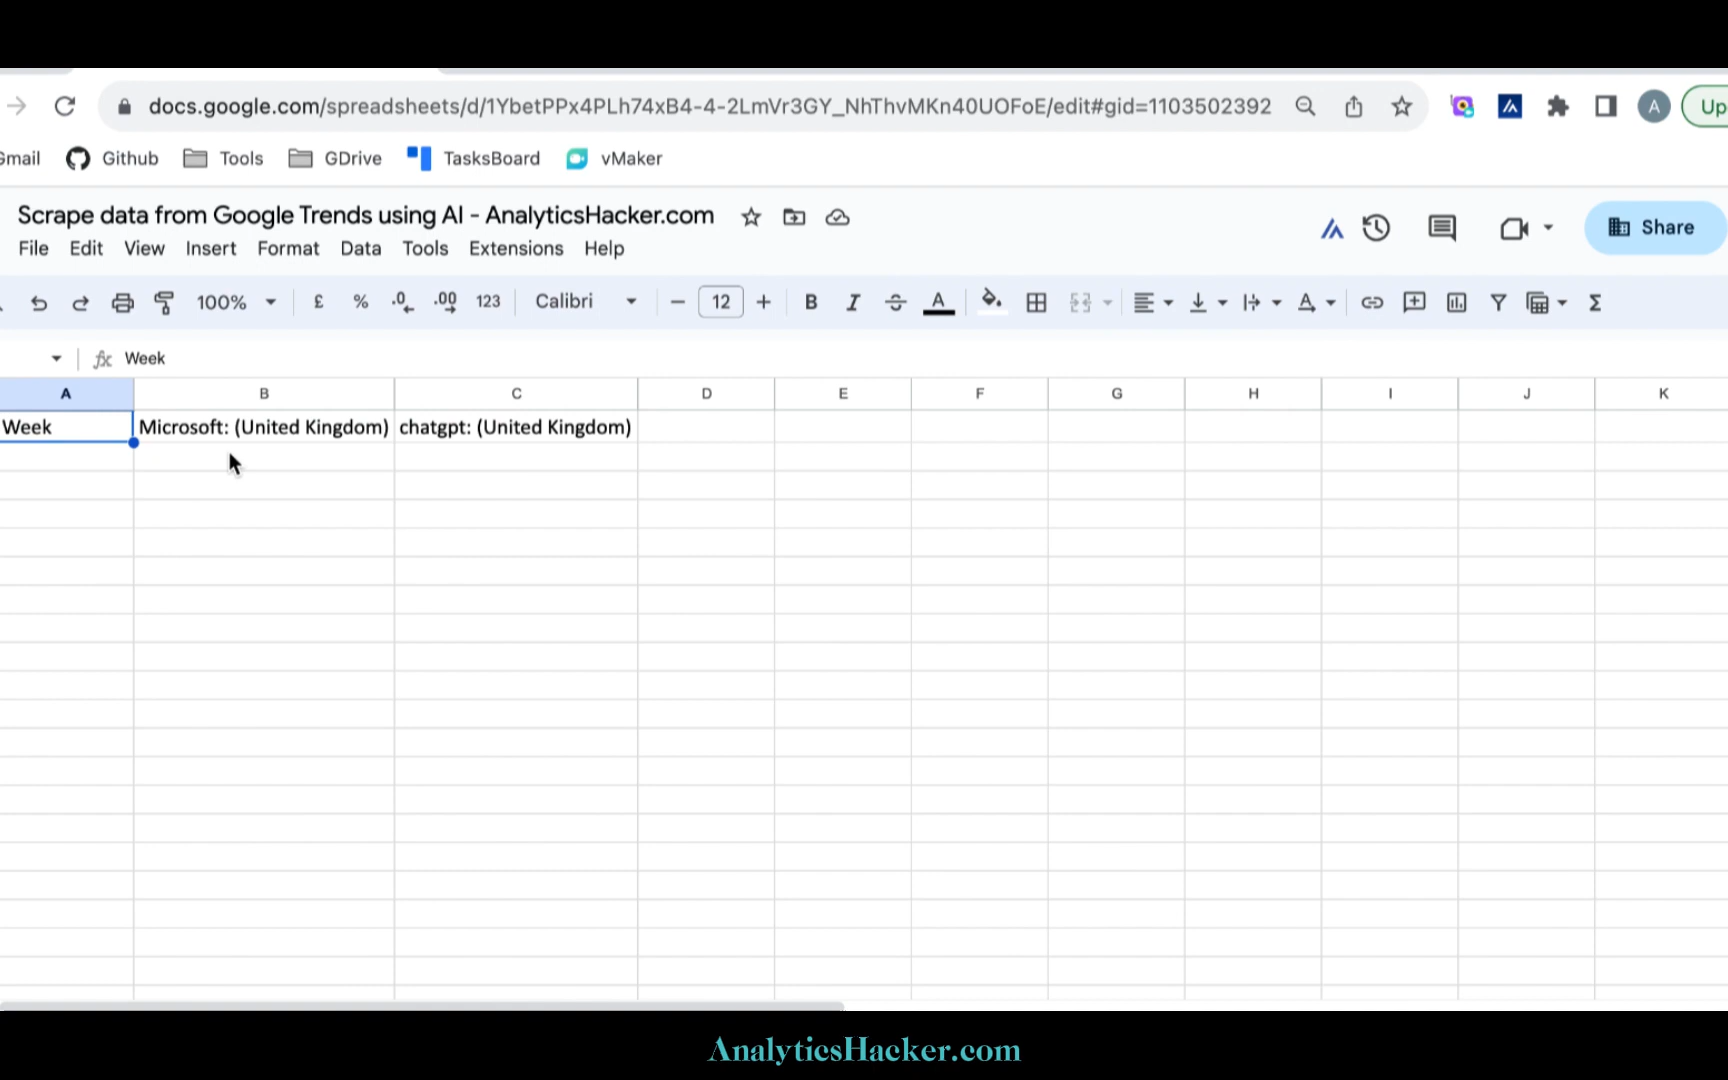 docs.google.com/spreadsheets/d/1YbetPPx4PLh74xB4-4-2LmVr3GY_NhThvMKn40UOFoE/edit#gid=1103502392
A
Up
Gmail
Github
Tools
GDrive
TasksBoard
vMaker
Scrape data from Google Trends using AI - AnalyticsHacker.com
File Edit View Insert Format Data Tools Extensions Help
Share
100% £ % .0 .00 123 Calibri 12 B I S A A Σ
fx Week
A B C D E F G H I J K
Week Microsoft: (United Kingdom) chatgpt: (United Kingdom)
AnalyticsHacker.com